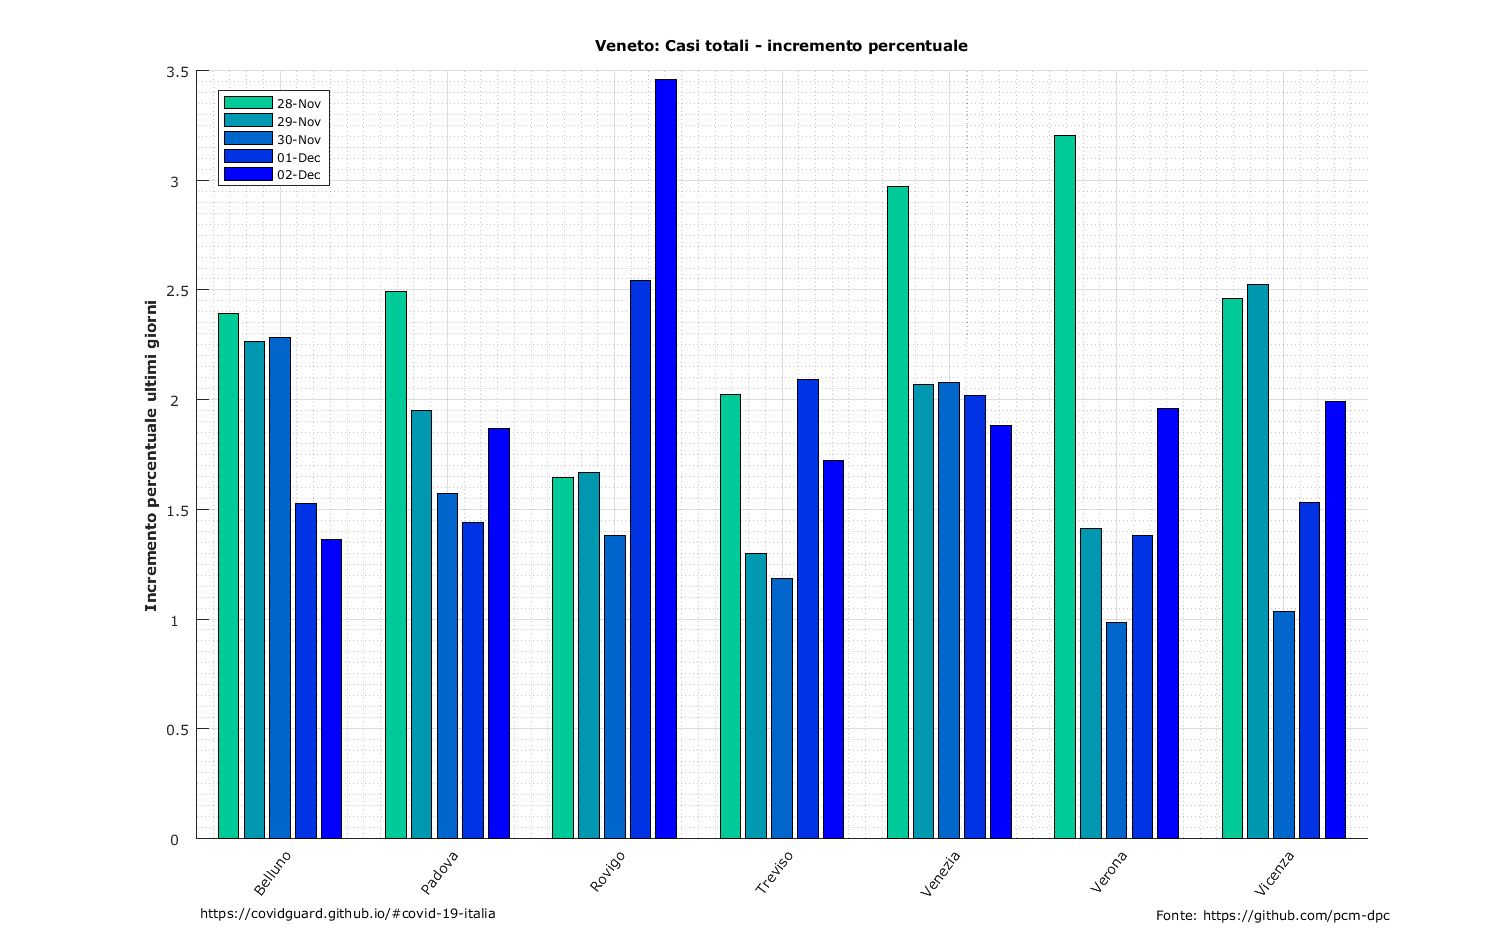 Veneto: Casi totali - incremento percentuale
3.5
3
2.5
2
1.5
1
0.5
0
Incremento percentuale ultimi giorni
28-Nov
29-Nov
30-Nov
01-Dec
02-Dec
Belluno
Padova
Rovigo
Treviso
Venezia
Verona
Vicenza
https://covidguard.github.io/#covid-19-italia
Fonte: https://github.com/pcm-dpc